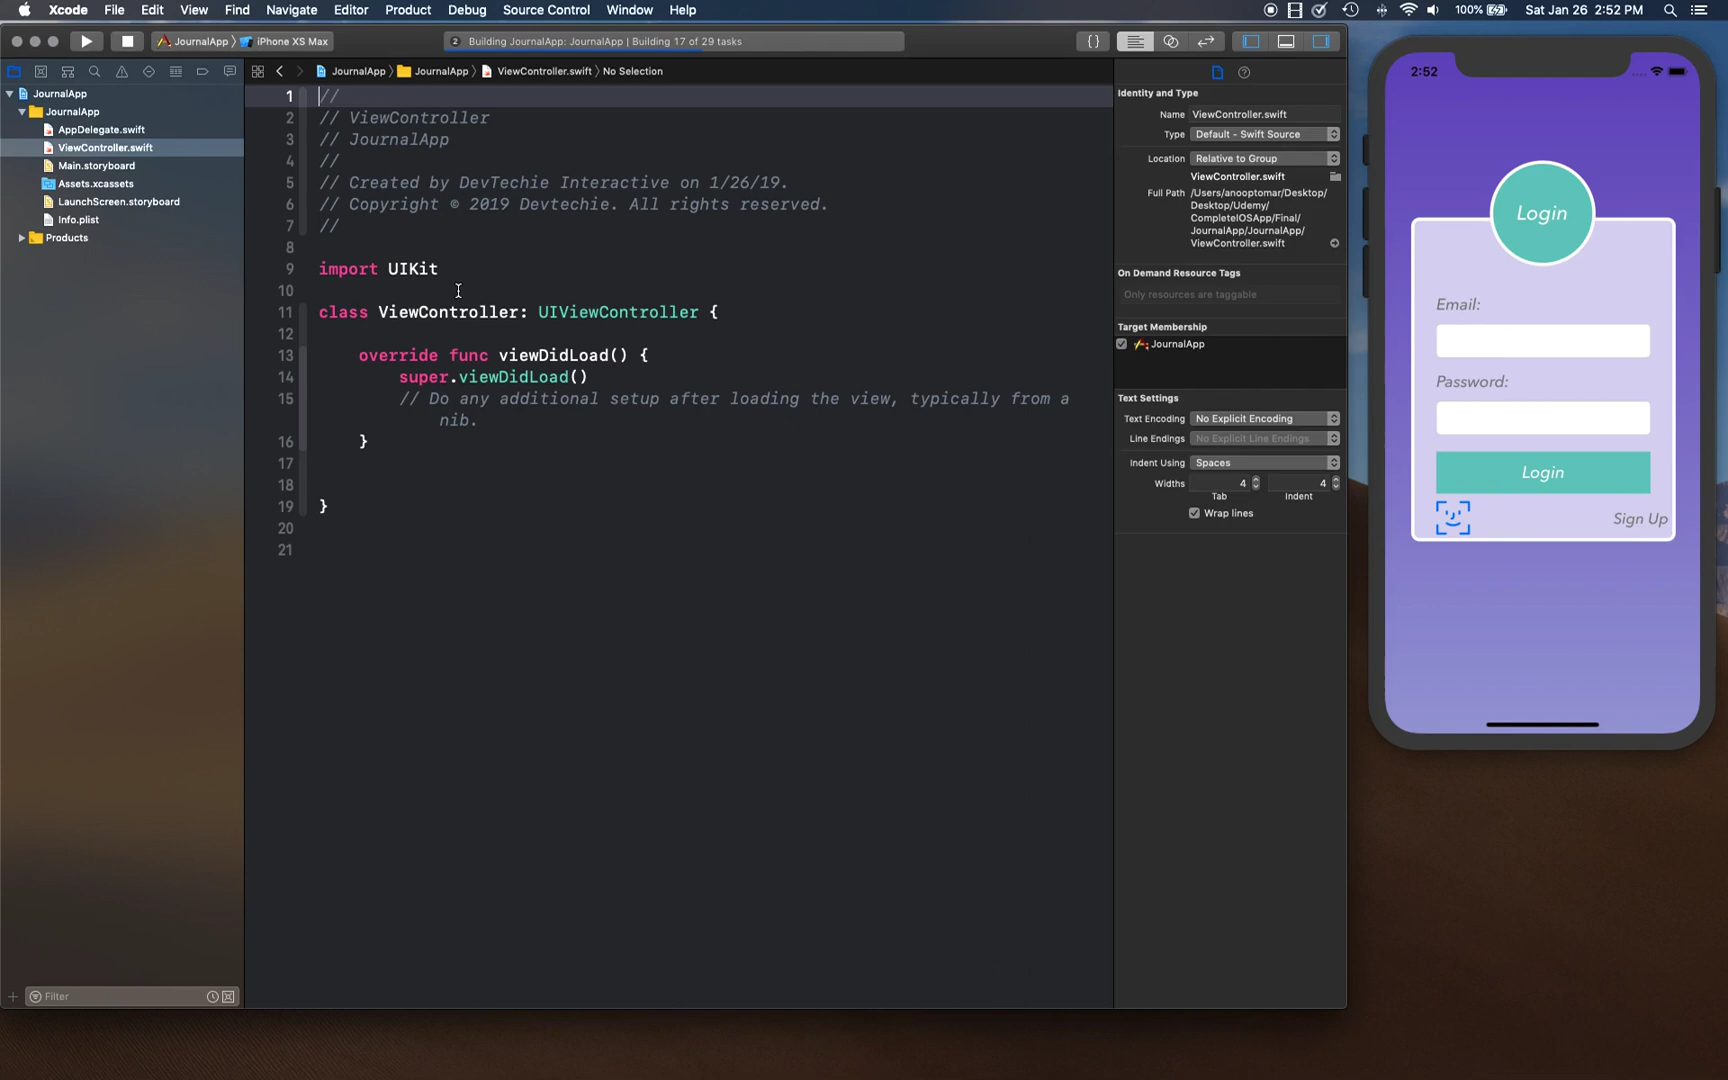 Xcode File Edit View Find Navigate Editor Product Debug Source Control Window Help
100% Sat Jan 26 2:52 PM
JournalApp iPhone XS Max
2 Building JournalApp: JournalApp | Building 17 of 29 tasks
{}
JournalApp
JournalApp
AppDelegate.swift
ViewController.swift
Main.storyboard
Assets.xcassets
LaunchScreen.storyboard
Info.plist
Products
Filter
JournalApp JournalApp ViewController.swift No Selection
1 //
2 // ViewController
3 // JournalApp
4 //
5 // Created by DevTechie Interactive on 1/26/19.
6 // Copyright © 2019 Devtechie. All rights reserved.
7 //
8
9 import UIKit
10
11 class ViewController: UIViewController {
12
13 override func viewDidLoad() {
14 super.viewDidLoad()
15 // Do any additional setup after loading the view, typically from a
nib.
16 }
17
18
19 }
20
21
Identity and Type
Name ViewController.swift
Type Default - Swift Source
Location Relative to Group
ViewController.swift
Full Path /Users/anooptomar/Desktop/
Desktop/Udemy/
CompleteIOSApp/Final/
JournalApp/JournalApp/
ViewController.swift
On Demand Resource Tags
Only resources are taggable
Target Membership
JournalApp
Text Settings
Text Encoding No Explicit Encoding
Line Endings No Explicit Line Endings
Indent Using Spaces
Widths 4 4
Tab Indent
Wrap lines
2:52
Login
Email:
Password:
Login
Sign Up